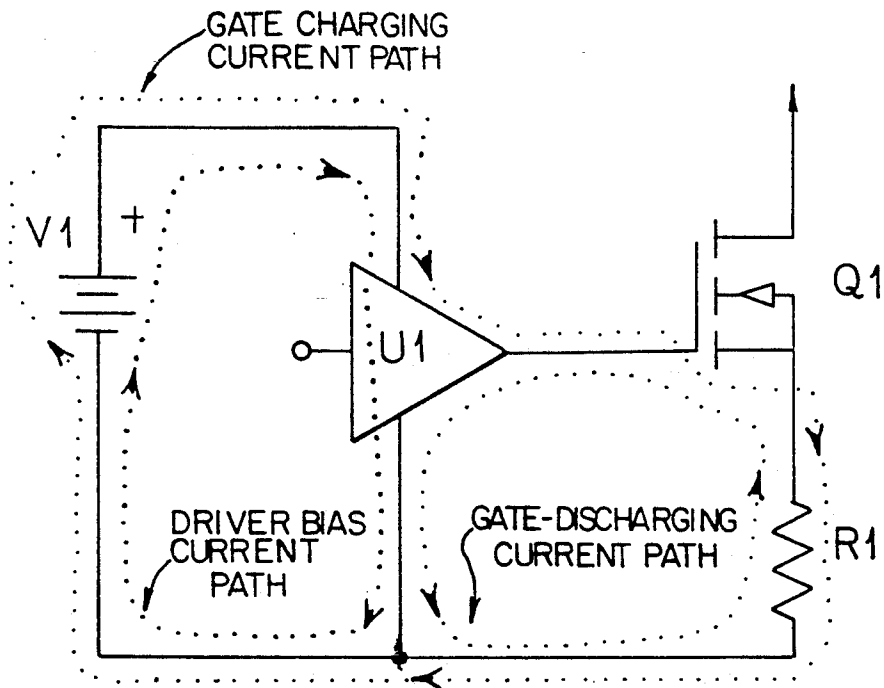 GATE CHARGING
CURRENT PATH
V1
+
U1
Q1
DRIVER BIAS
CURRENT
PATH
GATE-DISCHARGING
CURRENT PATH
R1